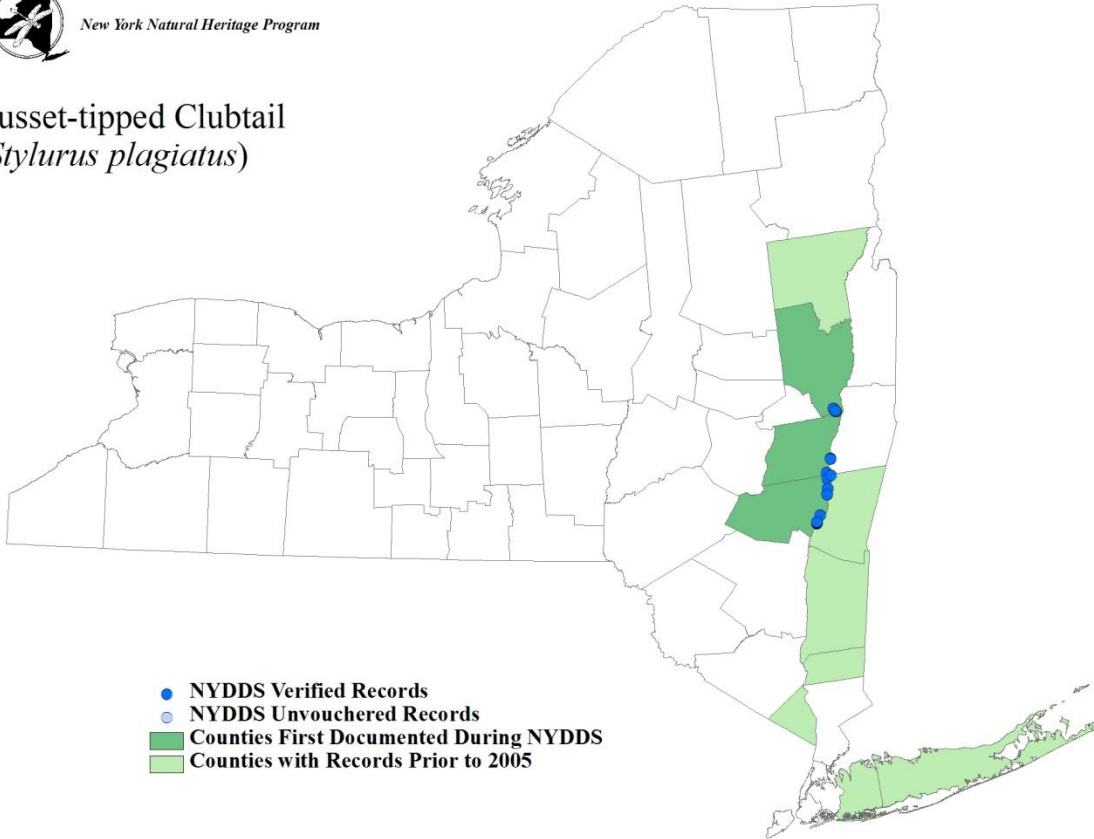 New York Natural Heritage Program
usset-tipped Clubtail
Stylurus plagiatus)
NYDDS Verified Records
NYDDS Unvouchered Records
Counties First Documented During NYDDS
Counties with Records Prior to 2005